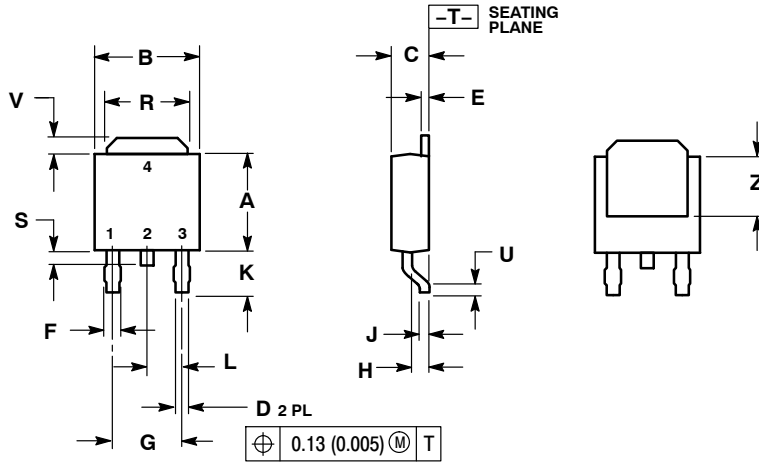 –T–
SEATING
PLANE
B
C
V
R
E
4
A
Z
S
1 2 3
U
K
F
J
L
H
D 2 PL
G
⌖ 0.13 (0.005) Ⓜ T